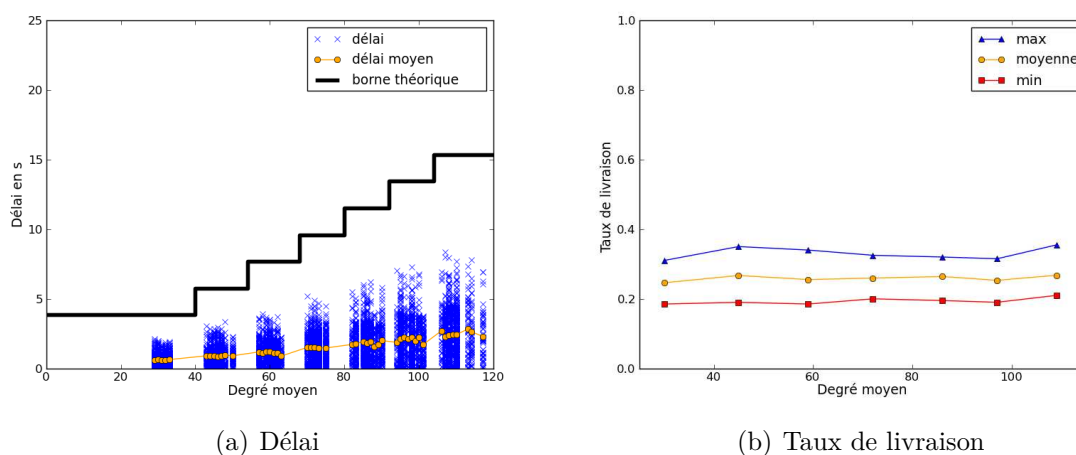 25
20
15
10
5
0
0 20 40 60 80 100 120
Délai en s
Degré moyen
délai
délai moyen
borne théorique
(a) Délai
1.0
0.8
0.6
0.4
0.2
0.0
40 60 80 100
Taux de livraison
Degré moyen
max
moyenne
min
(b) Taux de livraison